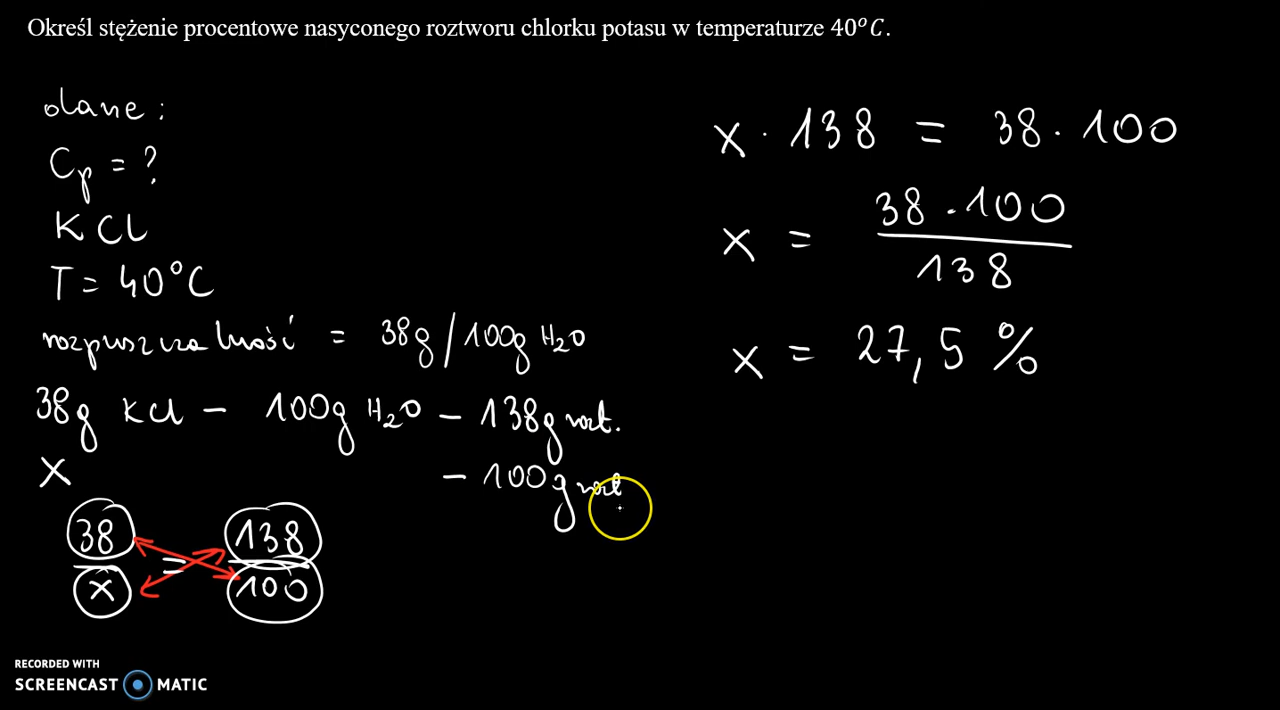 Określ stężenie procentowe nasyconego roztworu chlorku potasu w temperaturze 40°C.
dane:
Cp = ?
KCl
T = 40°C
rozpuszczalność = 38g/100g H2O
38g KCl - 100g H2O - 138g rozt.
x - 100g rozt.
38/x = 138/100
x · 138 = 38 · 100
x = 38 · 100 / 138
x = 27,5 %
RECORDED WITH
SCREENCAST MATIC